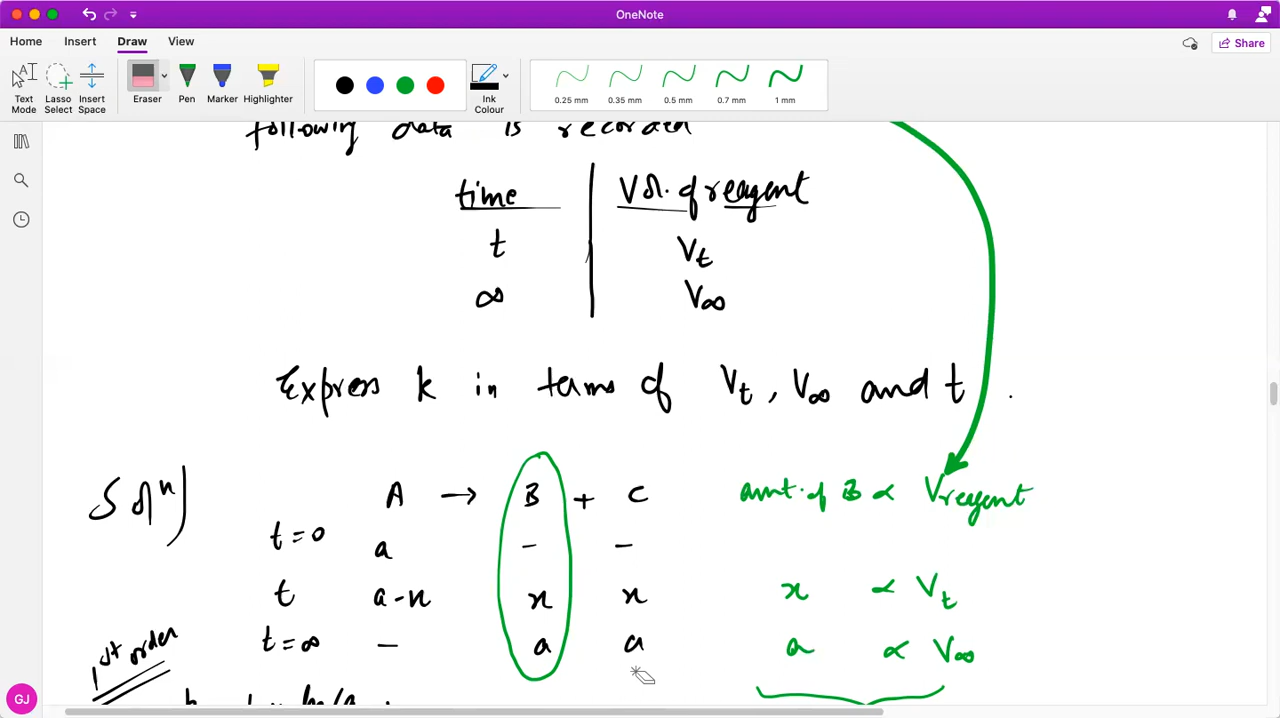 OneNote
Home Insert Draw View
Share
Text Mode
Lasso Select
Insert Space
Eraser
Pen
Marker
Highlighter
Ink Colour
0.25 mm
0.35 mm
0.5 mm
0.7 mm
1 mm
following data is recorded
time Vol. of reagent
t Vt
∞ V∞
Express k in terms of Vt, V∞ and t.
Solⁿ) A → B + C amt. of B ∝ Vreagent
t=0 a - -
t a-x x x x ∝ Vt
t=∞ - a a a ∝ V∞
1st order
GJ